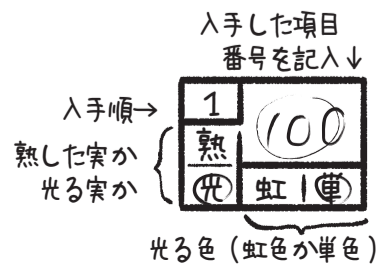 入手した項目
番号を記入↓
入手順→
1
100
熟した実か
光る実か
熟
光
虹|単
光る色(虹色か単色)